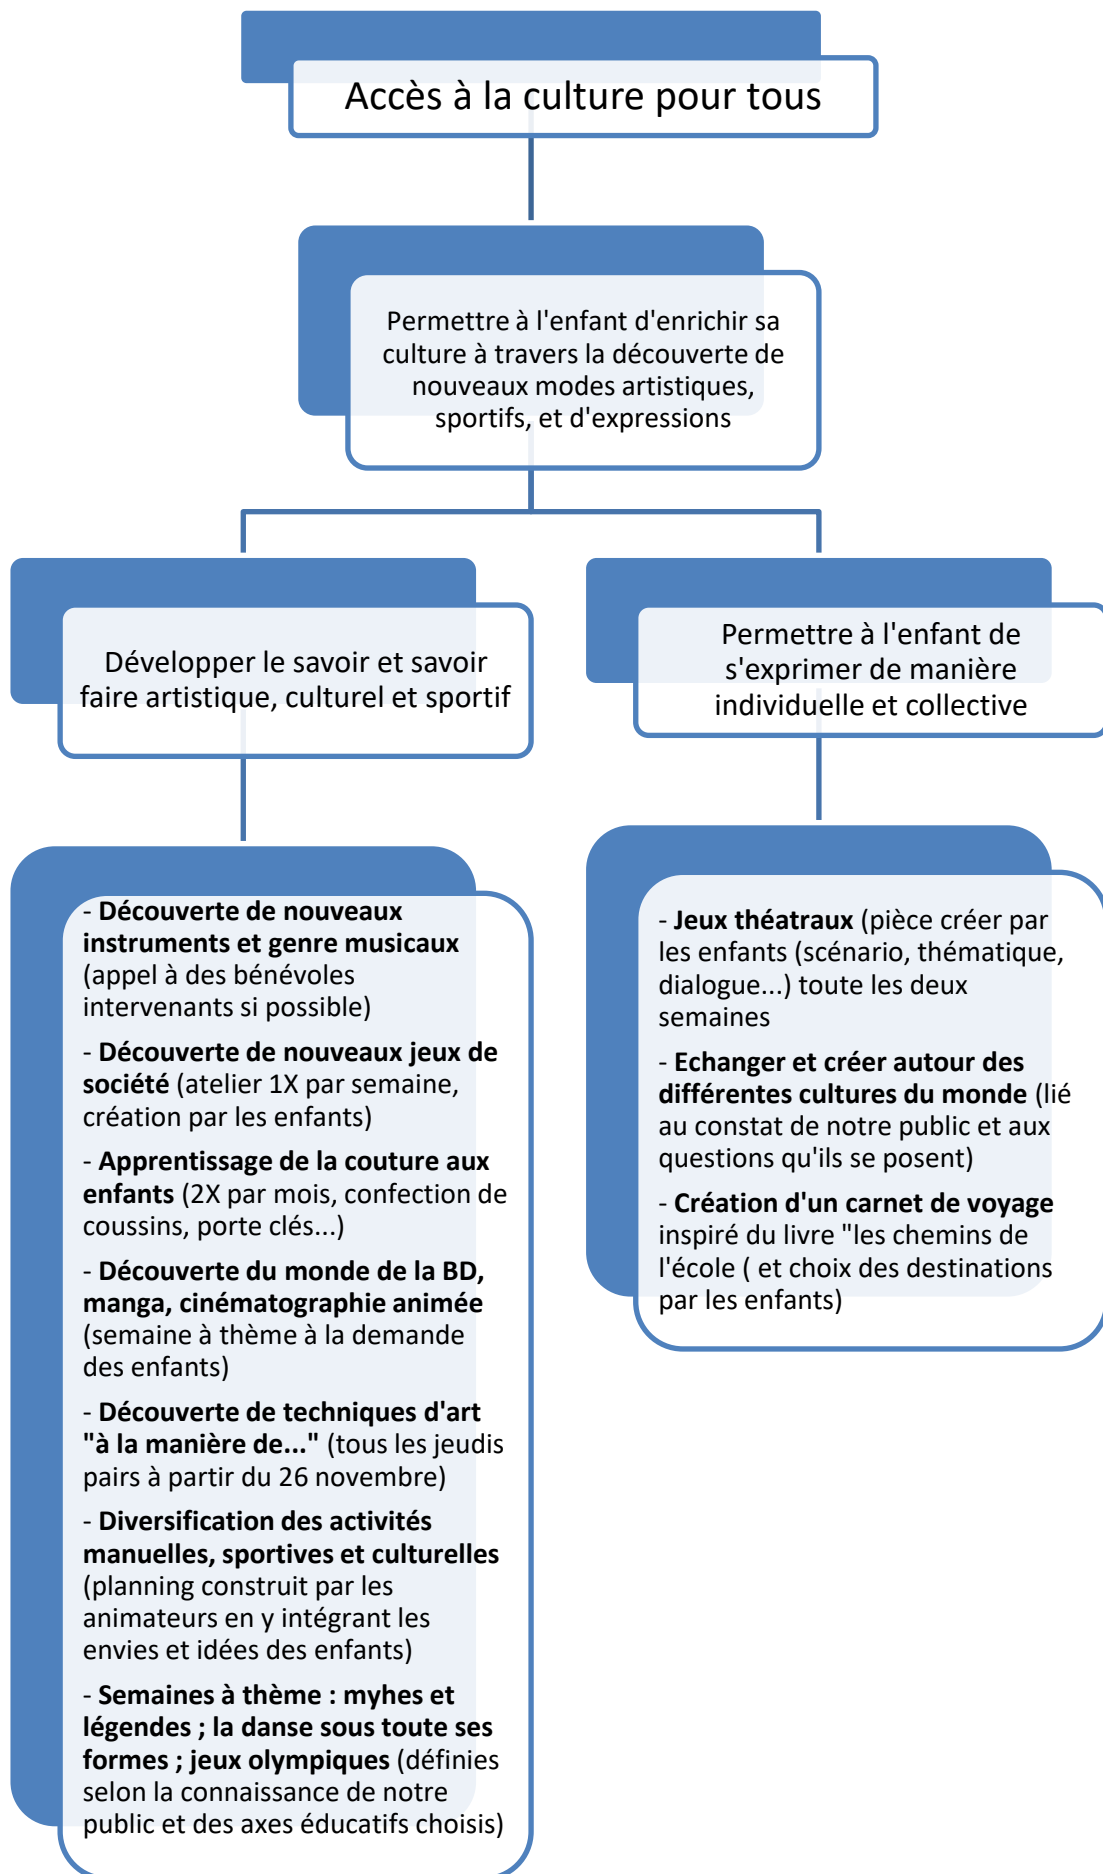 Accès à la culture pour tous
Permettre à l'enfant d'enrichir sa
culture à travers la découverte de
nouveaux modes artistiques,
sportifs, et d'expressions
Développer le savoir et savoir
faire artistique, culturel et sportif
Permettre à l'enfant de
s'exprimer de manière
individuelle et collective
- Découverte de nouveaux
instruments et genre musicaux
(appel à des bénévoles
intervenants si possible)
- Découverte de nouveaux jeux de
société (atelier 1X par semaine,
création par les enfants)
- Apprentissage de la couture aux
enfants (2X par mois, confection de
coussins, porte clés...)
- Découverte du monde de la BD,
manga, cinématographie animée
(semaine à thème à la demande
des enfants)
- Découverte de techniques d'art
"à la manière de..." (tous les jeudis
pairs à partir du 26 novembre)
- Diversification des activités
manuelles, sportives et culturelles
(planning construit par les
animateurs en y intégrant les
envies et idées des enfants)
- Semaines à thème : myhes et
légendes ; la danse sous toute ses
formes ; jeux olympiques (définies
selon la connaissance de notre
public et des axes éducatifs choisis)
- Jeux théatraux (pièce créer par
les enfants (scénario, thématique,
dialogue...) toute les deux
semaines
- Echanger et créer autour des
différentes cultures du monde (lié
au constat de notre public et aux
questions qu'ils se posent)
- Création d'un carnet de voyage
inspiré du livre "les chemins de
l'école ( et choix des destinations
par les enfants)